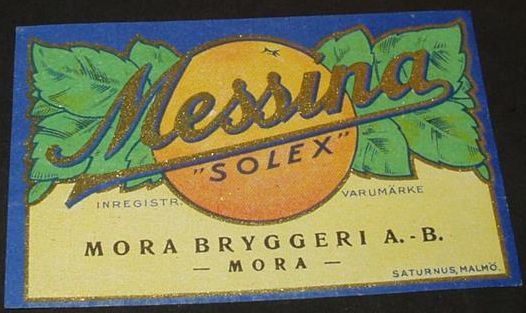 Messina
"SOLEX"
INREGISTR. VARUMÄRKE
MORA BRYGGERI A.-B.
— MORA —
SATURNUS, MALMÖ.